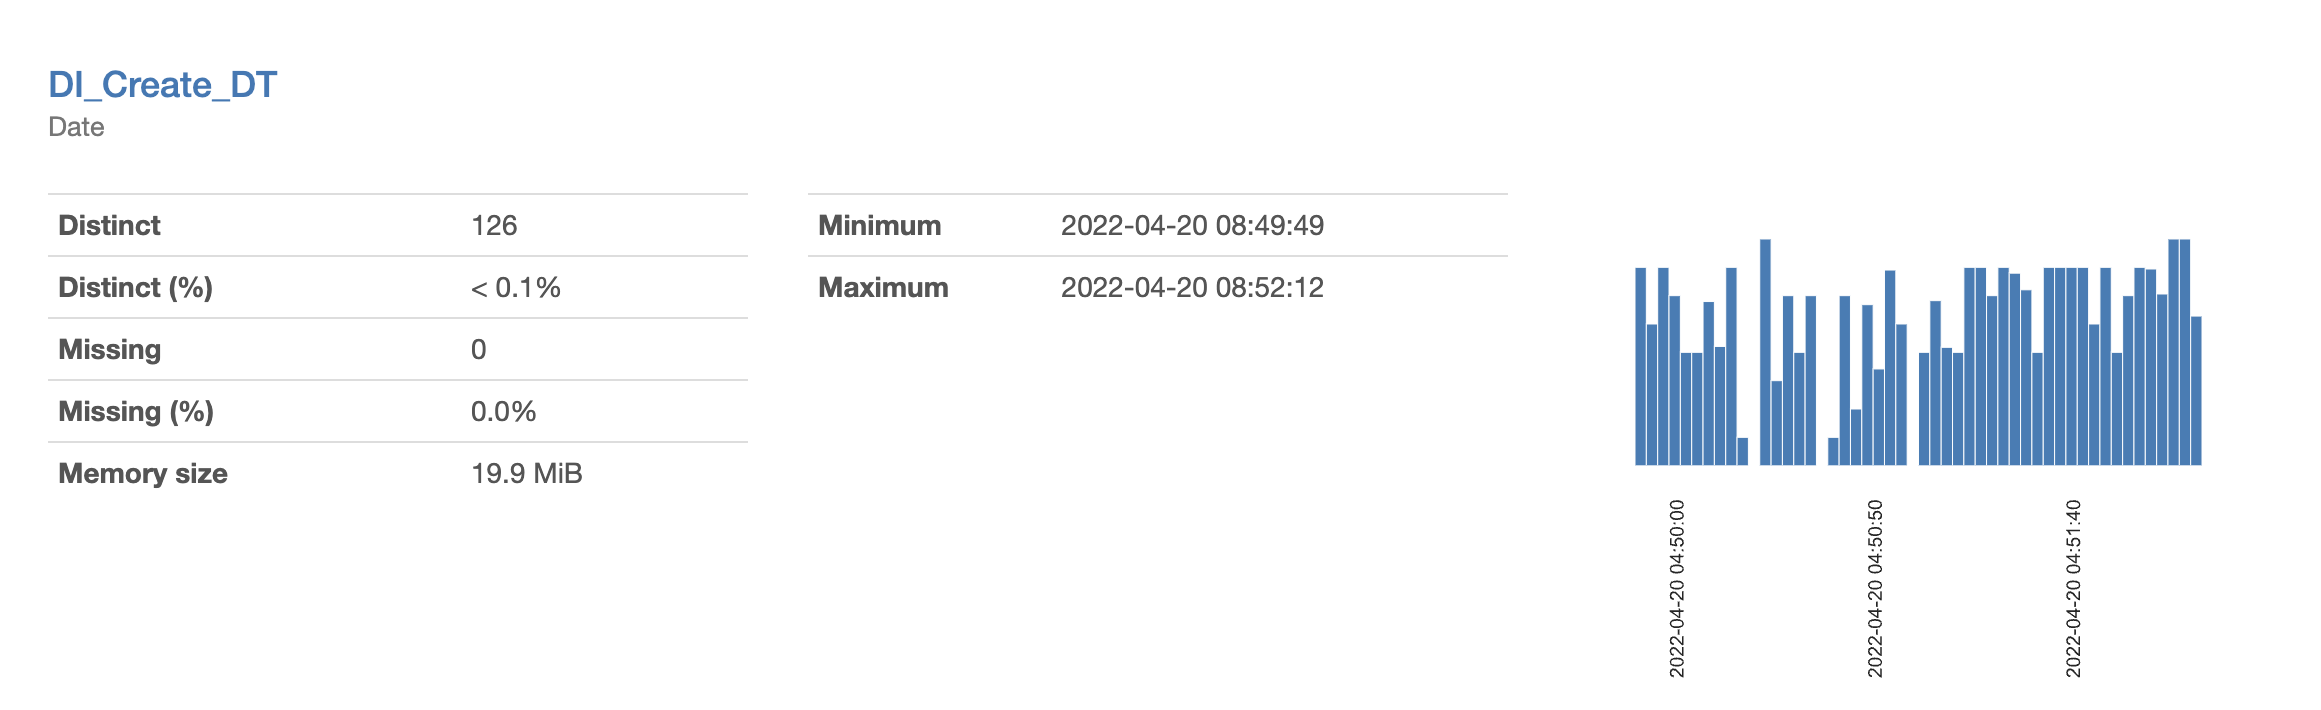 DI_Create_DT
Date
Distinct 126
Distinct (%) < 0.1%
Missing 0
Missing (%) 0.0%
Memory size 19.9 MiB
Minimum 2022-04-20 08:49:49
Maximum 2022-04-20 08:52:12
2022-04-20 04:50:00
2022-04-20 04:50:50
2022-04-20 04:51:40